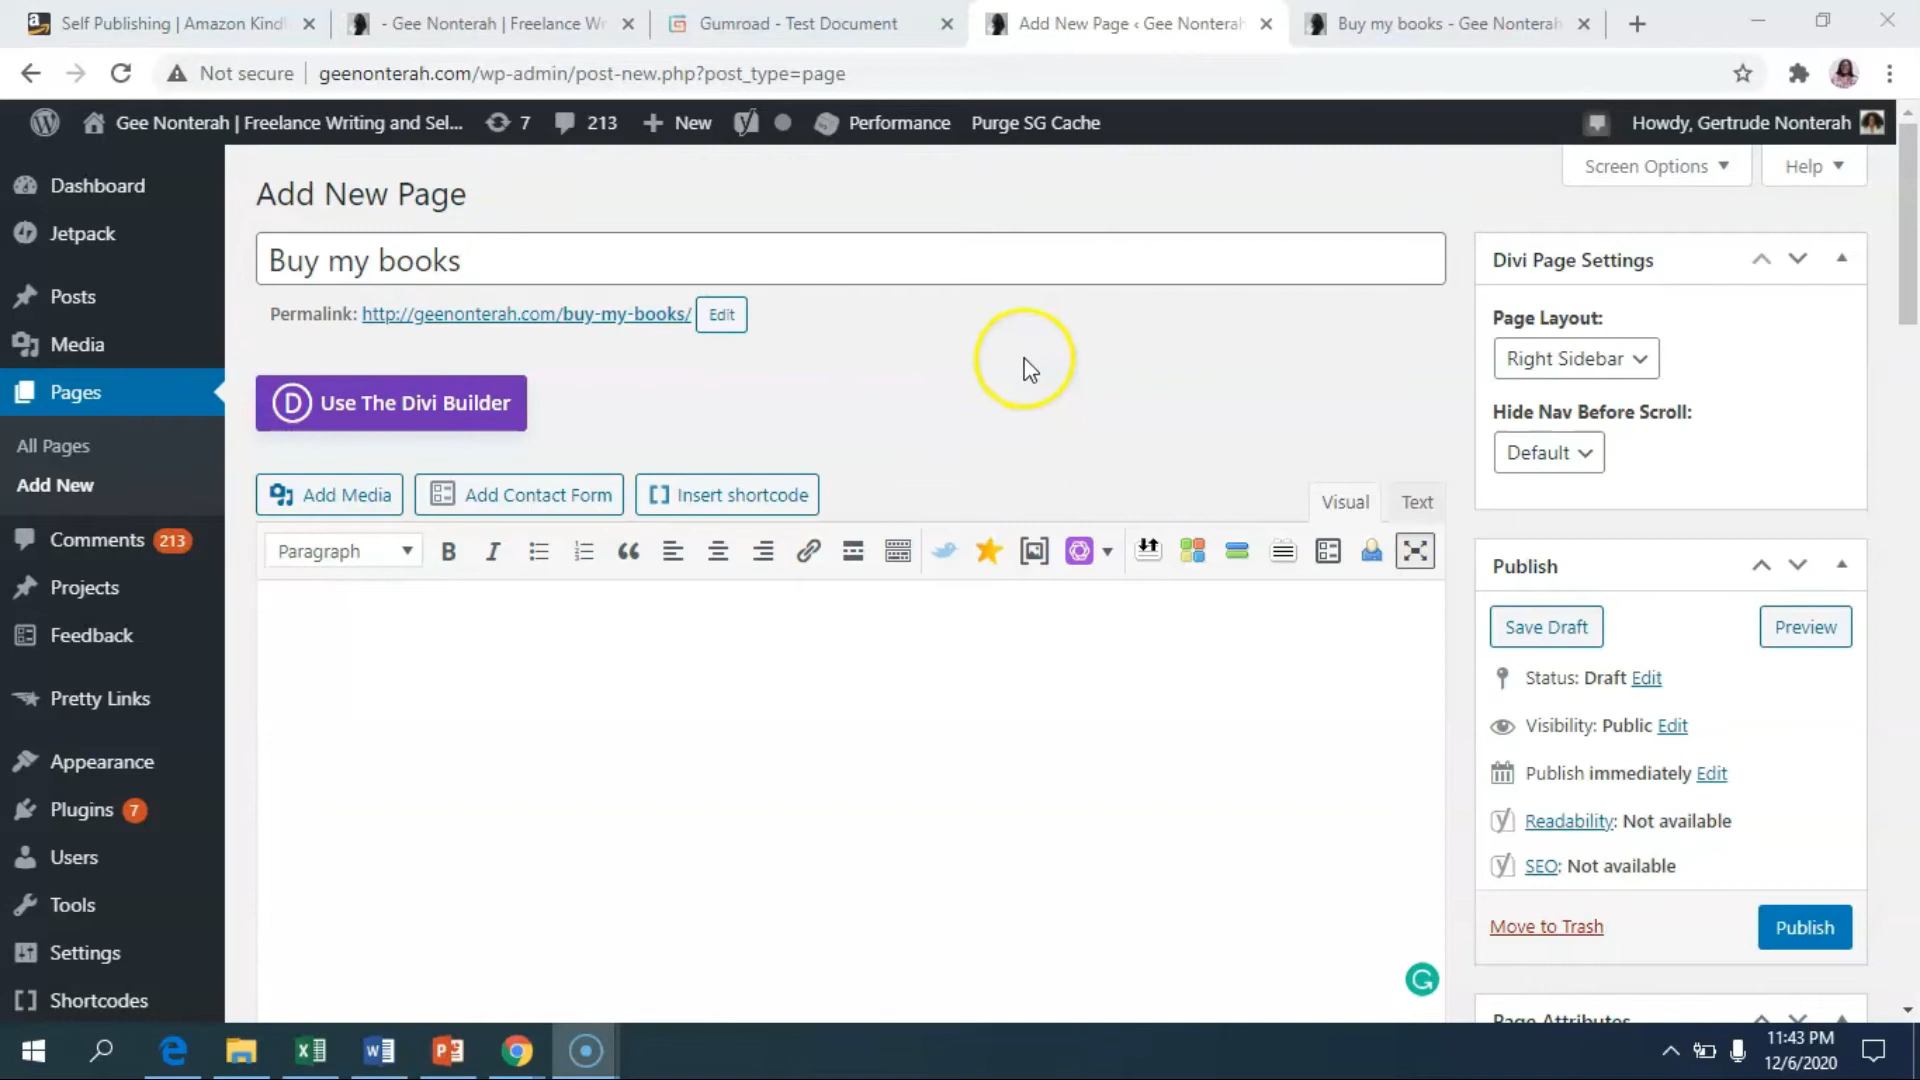 Self Publishing | Amazon Kindl
- Gee Nonterah | Freelance Wr
Gumroad - Test Document
Add New Page ‹ Gee Nonterah
Buy my books - Gee Nonterah
Not secure
geenonterah.com/wp-admin/post-new.php?post_type=page
Gee Nonterah | Freelance Writing and Sel...
7
213
New
Performance
Purge SG Cache
Howdy, Gertrude Nonterah
Screen Options
Help
Dashboard
Jetpack
Posts
Media
Pages
All Pages
Add New
Comments 213
Projects
Feedback
Pretty Links
Appearance
Plugins 7
Users
Tools
Settings
Shortcodes
Add New Page
Buy my books
Permalink: http://geenonterah.com/buy-my-books/ Edit
Use The Divi Builder
Add Media
Add Contact Form
Insert shortcode
Visual
Text
Paragraph
Divi Page Settings
Page Layout:
Right Sidebar
Hide Nav Before Scroll:
Default
Publish
Save Draft
Preview
Status: Draft Edit
Visibility: Public Edit
Publish immediately Edit
Readability: Not available
SEO: Not available
Move to Trash
Publish
Page Attributes
11:43 PM
12/6/2020